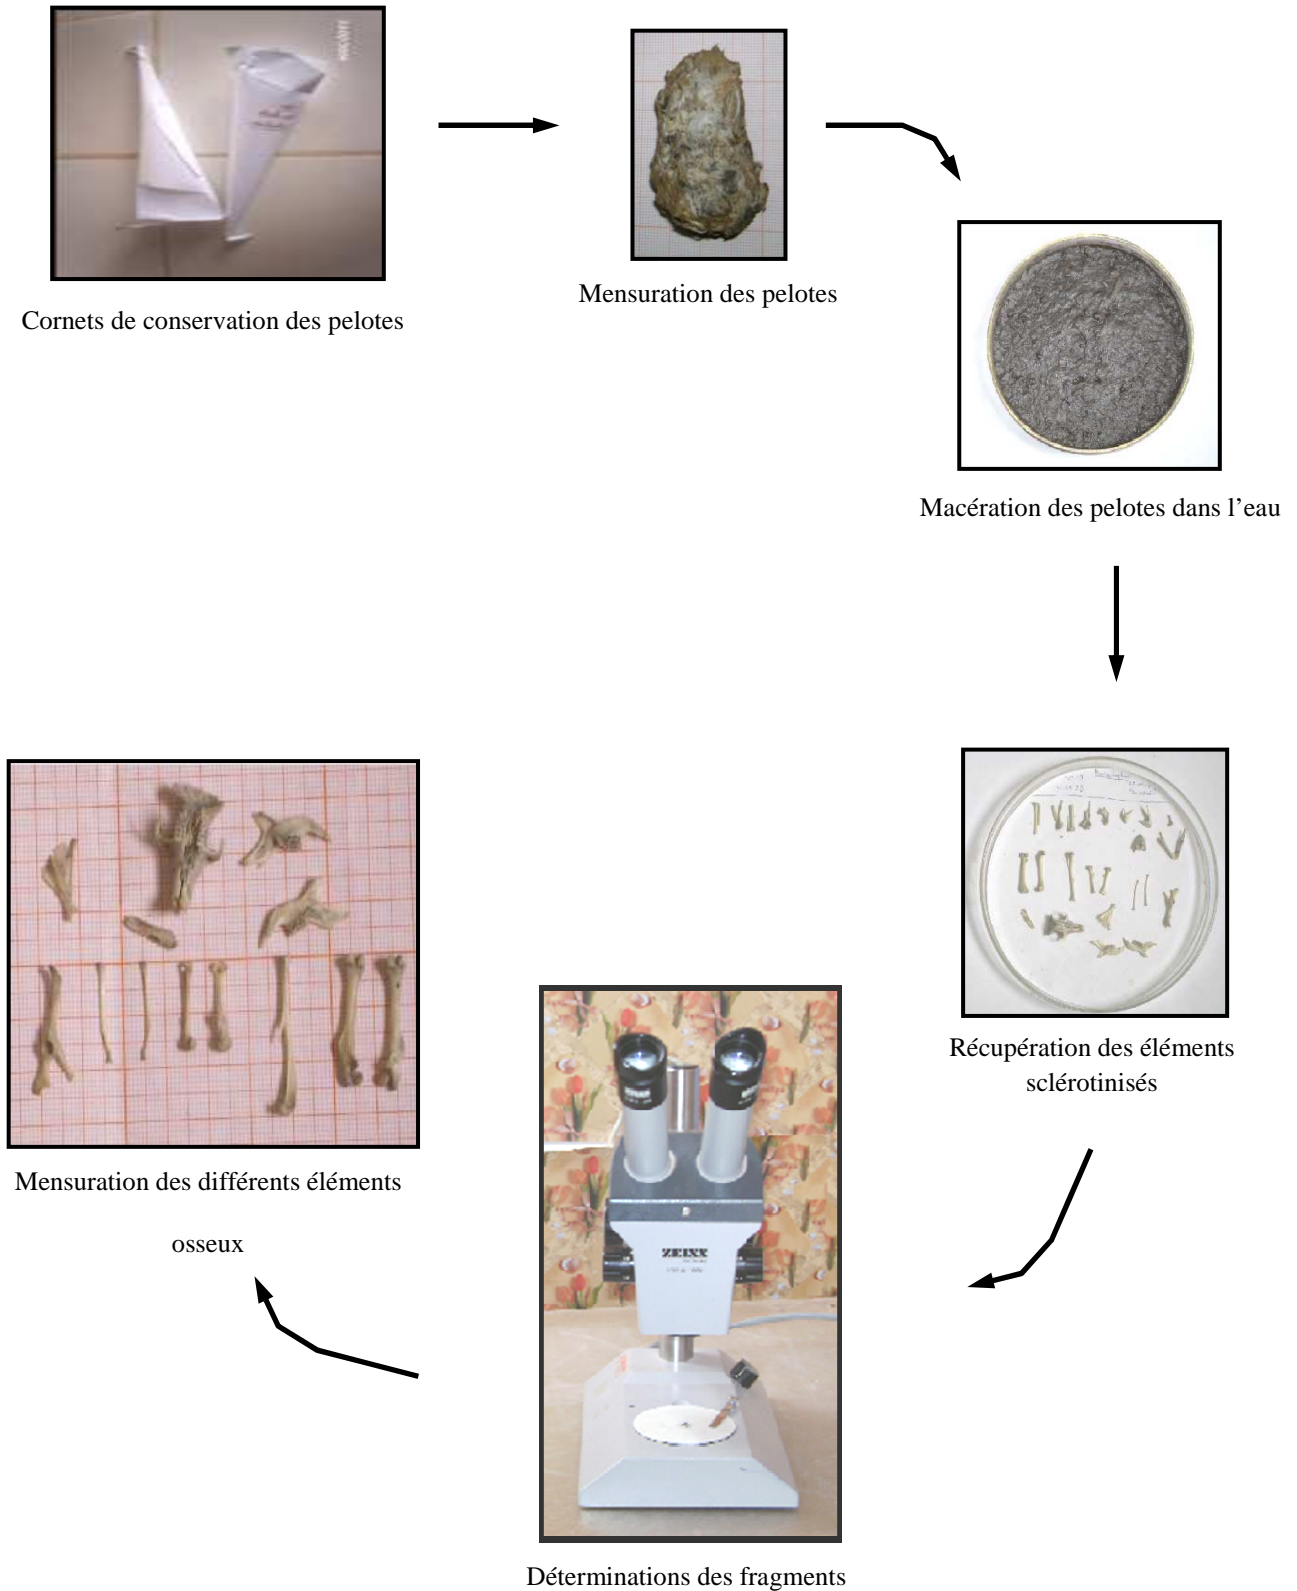 Cornets de conservation des pelotes
Mensuration des pelotes
Macération des pelotes dans l’eau
Récupération des éléments
sclérotinisés
Mensuration des différents éléments
osseux
ZEISS
Déterminations des fragments